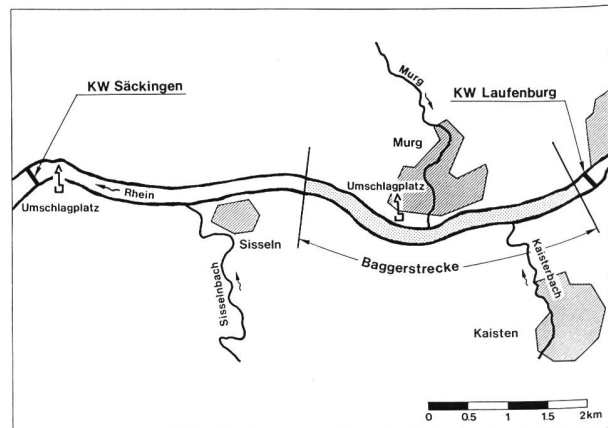 KW Säckingen
Murg
KW Laufenburg
Murg
Rhein
Umschlagplatz
Umschlagplatz
Sisseln
Baggerstrecke
Kaisterbach
Sisselnbach
Kaisten
0 0.5 1 1.5 2km